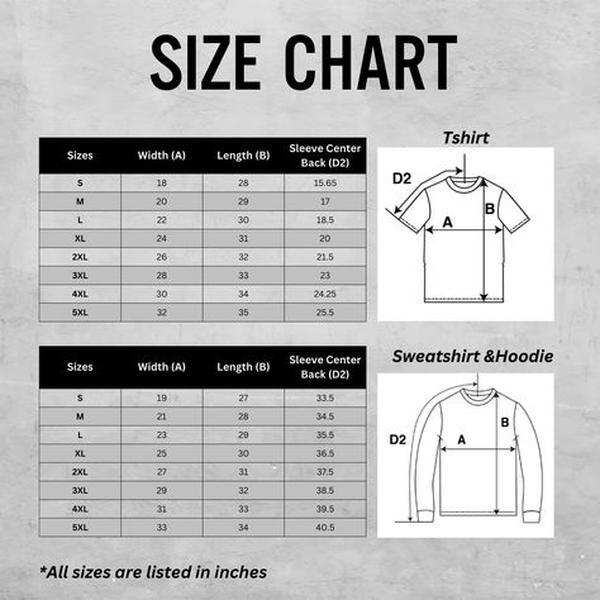 SIZE CHART
Tshirt
Sizes Width (A) Length (B) Sleeve Center Back (D2)
S 18 28 15.65
M 20 29 17
L 22 30 18.5
XL 24 31 20
2XL 26 32 21.5
3XL 28 33 23
4XL 30 34 24.25
5XL 32 35 25.5
D2
A
B
Sweatshirt &Hoodie
Sizes Width (A) Length (B) Sleeve Center Back (D2)
S 19 27 33.5
M 21 28 34.5
L 23 29 35.5
XL 25 30 36.5
2XL 27 31 37.5
3XL 29 32 38.5
4XL 31 33 39.5
5XL 33 34 40.5
D2
A
B
*All sizes are listed in inches